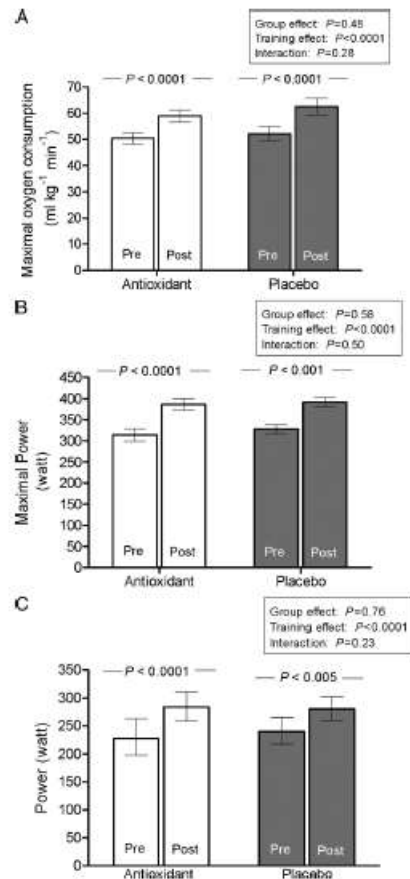 A
Group effect: P=0.48
Training effect: P<0.0001
Interaction: P=0.28
P < 0.0001
P < 0.0001
Maximal oxygen consumption
(ml kg⁻¹ min⁻¹)
70
60
50
40
30
20
10
0
Pre
Post
Pre
Post
Antioxidant
Placebo
B
Group effect: P=0.58
Training effect: P<0.0001
Interaction: P=0.50
P < 0.0001
P < 0.001
Maximal Power
(watt)
450
400
350
300
250
200
150
100
50
0
Pre
Post
Pre
Post
Antioxidant
Placebo
C
Group effect: P=0.76
Training effect: P<0.0001
Interaction: P=0.23
P < 0.0001
P < 0.005
Power (watt)
350
300
250
200
150
100
50
0
Pre
Post
Pre
Post
Antioxidant
Placebo